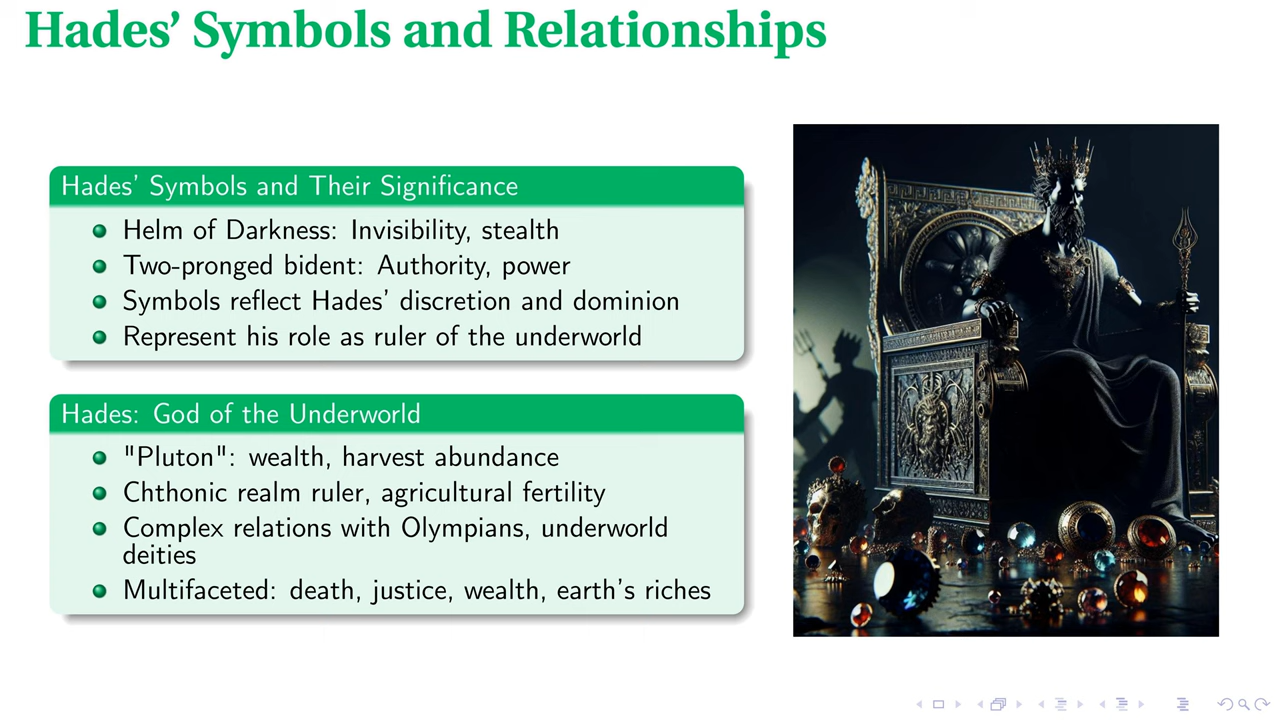 Hades’ Symbols and Relationships
Hades’ Symbols and Their Significance
Helm of Darkness: Invisibility, stealth
Two-pronged bident: Authority, power
Symbols reflect Hades’ discretion and dominion
Represent his role as ruler of the underworld
Hades: God of the Underworld
"Pluton": wealth, harvest abundance
Chthonic realm ruler, agricultural fertility
Complex relations with Olympians, underworld
deities
Multifaceted: death, justice, wealth, earth’s riches